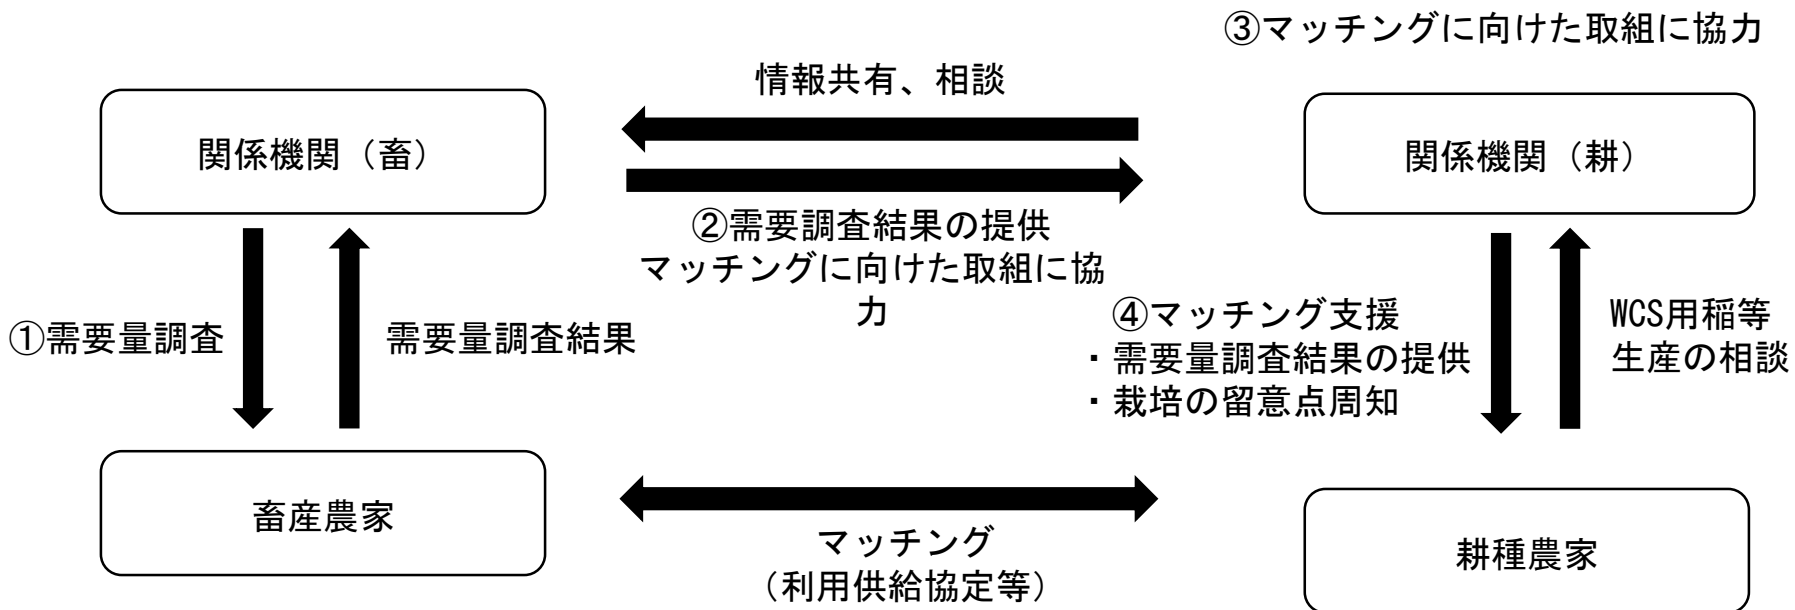 ③マッチングに向けた取組に協力
情報共有、相談
関係機関（畜）
関係機関（耕）
②需要調査結果の提供
マッチングに向けた取組に協
力
①需要量調査
需要量調査結果
④マッチング支援
・需要量調査結果の提供
・栽培の留意点周知
WCS用稲等
生産の相談
畜産農家
マッチング
（利用供給協定等）
耕種農家